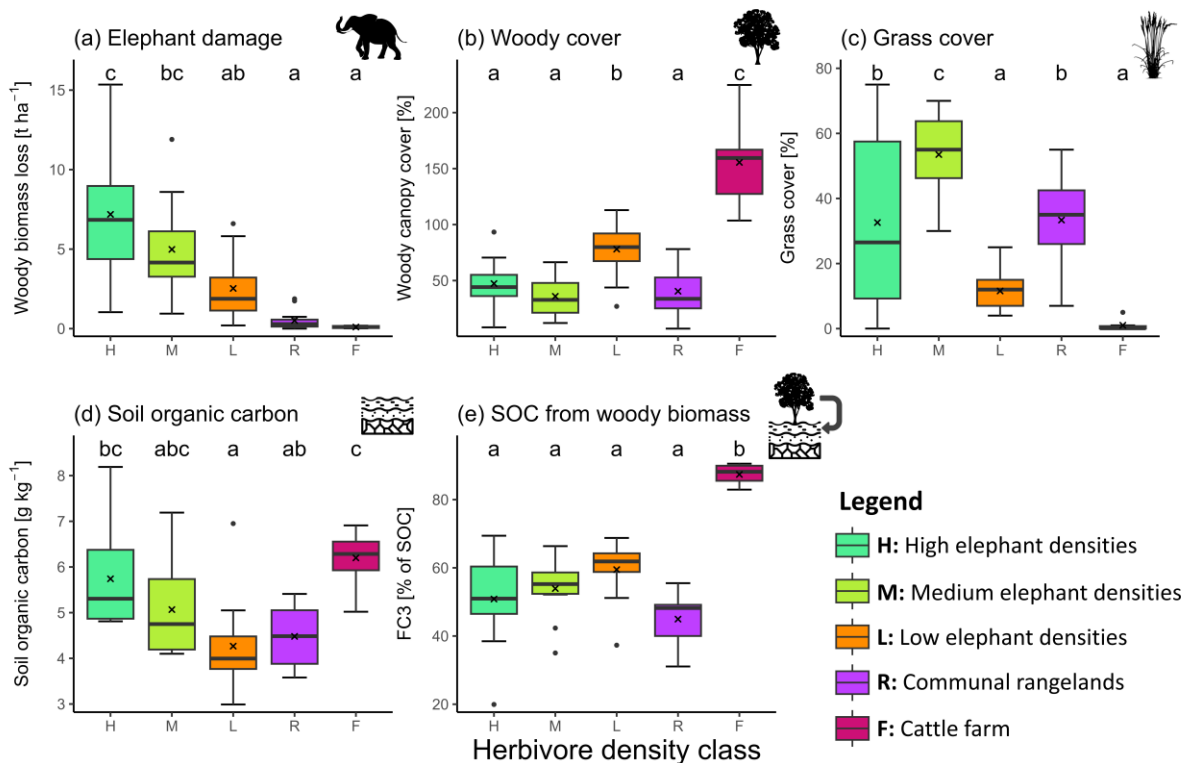 (a) Elephant damage
c bc ab a a
Woody biomass loss [t ha⁻¹]
15
10
5
0
H M L R F
(b) Woody cover
a a b a c
Woody canopy cover [%]
200
150
100
50
H M L R F
(c) Grass cover
b c a b a
Grass cover [%]
80
60
40
20
0
H M L R F
(d) Soil organic carbon
bc abc a ab c
Soil organic carbon [g kg⁻¹]
8
7
6
5
4
3
H M L R F
(e) SOC from woody biomass
a a a a b
FC3 [% of SOC]
80
60
40
20
H M L R F
Herbivore density class
Legend
H: High elephant densities
M: Medium elephant densities
L: Low elephant densities
R: Communal rangelands
F: Cattle farm